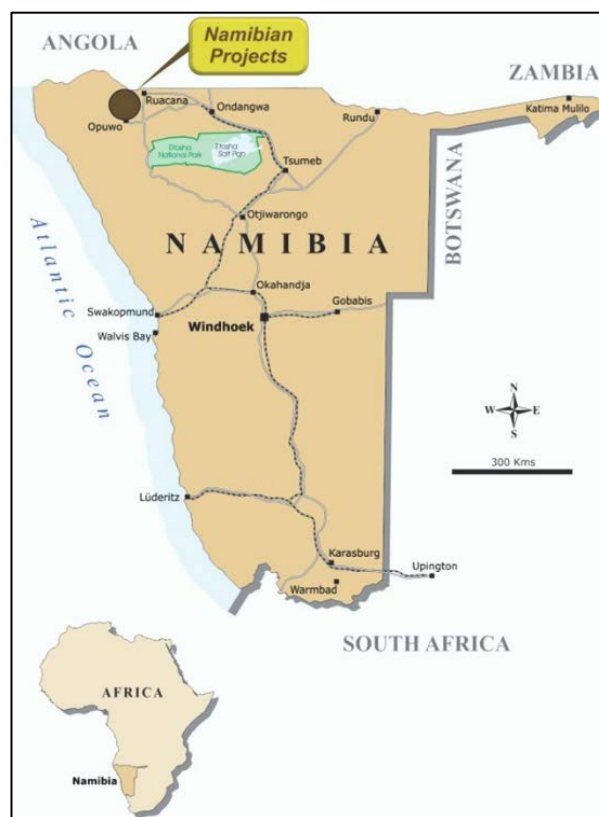 ANGOLA
Namibian
Projects
ZAMBIA
Ruacana
Ondangwa
Opuwo
Rundu
Katima Mulilo
Etosha
National Park
Etosha
Salt Pan
Tsumeb
BOTSWANA
Otjiwarongo
NAMIBIA
Atlantic Ocean
Okahandja
Swakopmund
Gobabis
Walvis Bay
Windhoek
N
W E
S
300 Kms
Lüderitz
Karasburg
Upington
Warmbad
SOUTH AFRICA
AFRICA
Namibia